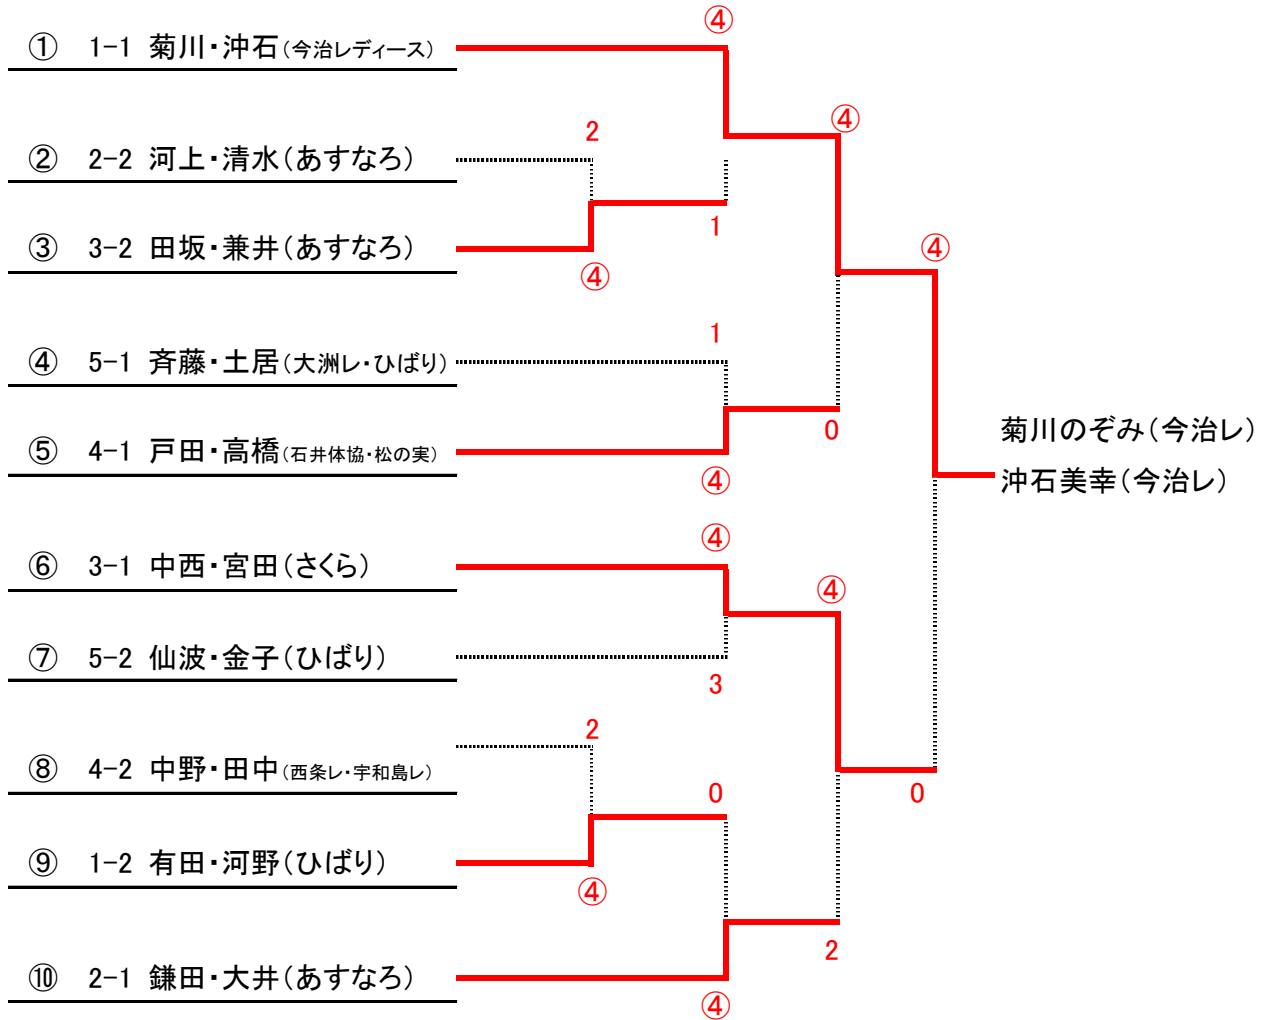 ④
① 1-1 菊川・沖石(今治レディース)
④
2
② 2-2 河上・清水(あすなろ)
1
③ 3-2 田坂・兼井(あすなろ)
④
④
1
④ 5-1 斉藤・土居(大洲レ・ひばり)
0
菊川のぞみ(今治レ)
⑤ 4-1 戸田・高橋(石井体協・松の実)
④
沖石美幸(今治レ)
④
⑥ 3-1 中西・宮田(さくら)
④
⑦ 5-2 仙波・金子(ひばり)
3
2
⑧ 4-2 中野・田中(西条レ・宇和島レ)
0
0
⑨ 1-2 有田・河野(ひばり)
④
2
⑩ 2-1 鎌田・大井(あすなろ)
④